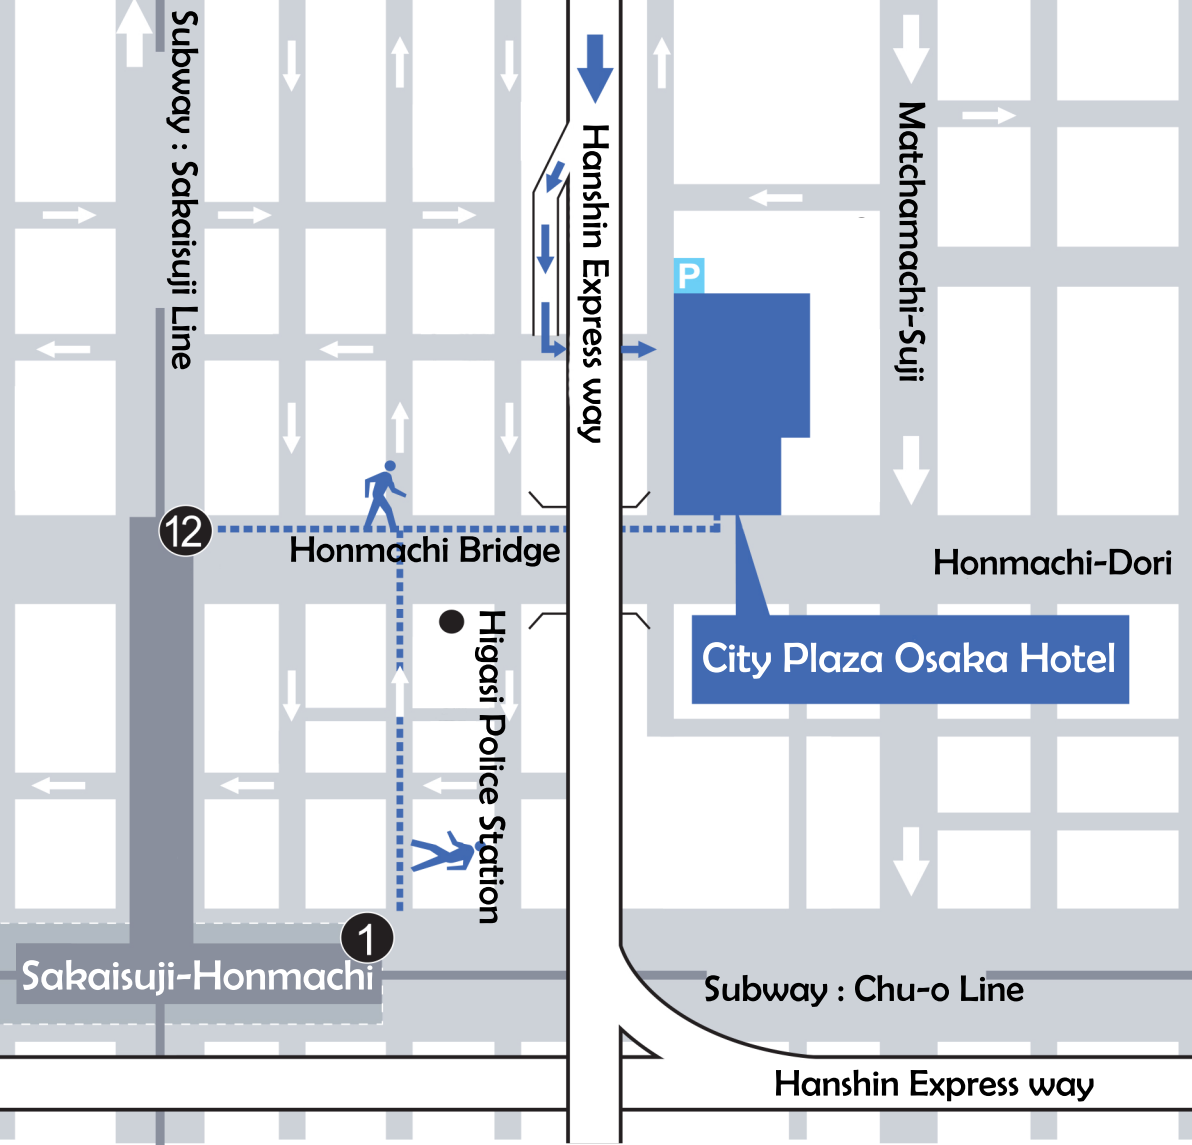 Subway : Sakaisuji Line
Hanshin Express way
Matchamachi-Suji
P
12
Honmachi Bridge
Honmachi-Dori
Higasi Police Station
City Plaza Osaka Hotel
1
Sakaisuji-Honmachi
Subway : Chu-o Line
Hanshin Express way